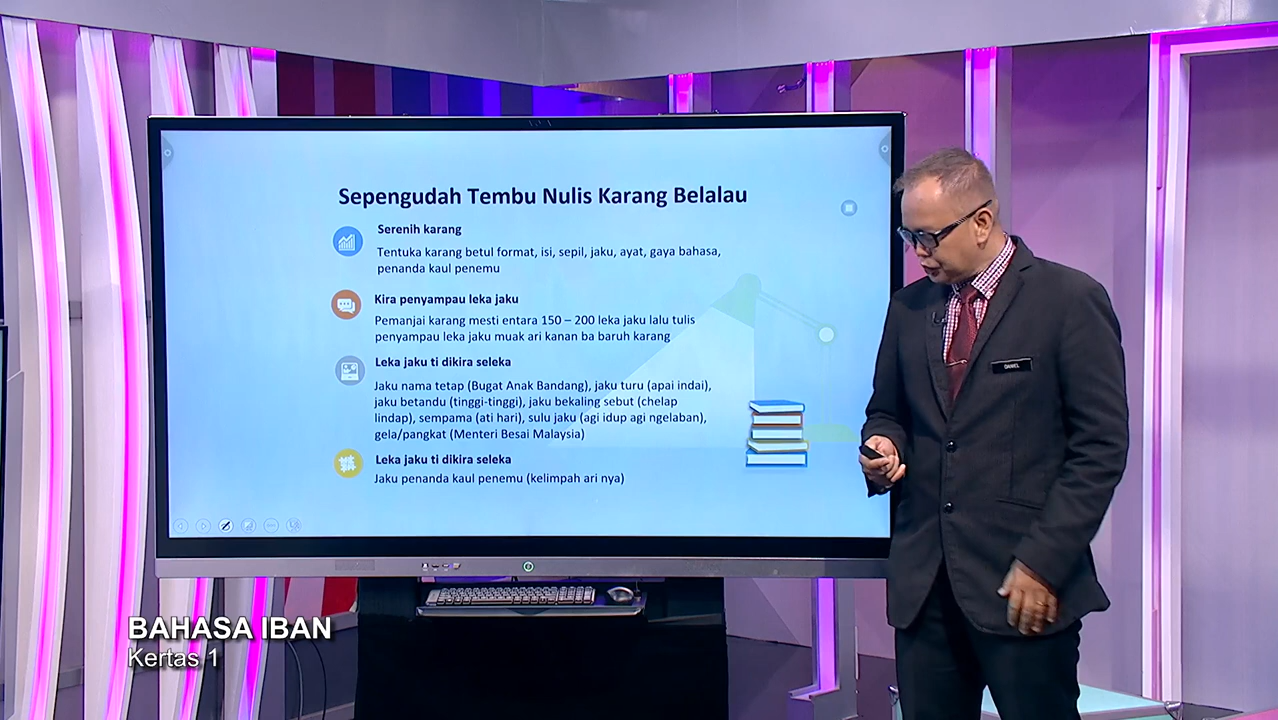 Sepengudah Tembu Nulis Karang Belalau
Serenih karang
Tentuka karang betul format, isi, sepil, jaku, ayat, gaya bahasa,
penanda kaul penemu
Kira penyampau leka jaku
Pemanjai karang mesti entara 150 – 200 leka jaku lalu tulis
penyampau leka jaku muak ari kanan ba baruh karang
Leka jaku ti dikira seleka
Jaku nama tetap (Bugat Anak Bandang), jaku turu (apai indai),
jaku betandu (tinggi-tinggi), jaku bekaling sebut (chelap
lindap), sempama (ati hari), sulu jaku (agi idup agi ngelaban),
gela/pangkat (Menteri Besai Malaysia)
Leka jaku ti dikira seleka
Jaku penanda kaul penemu (kelimpah ari nya)
DANIEL
BAHASA IBAN
Kertas 1